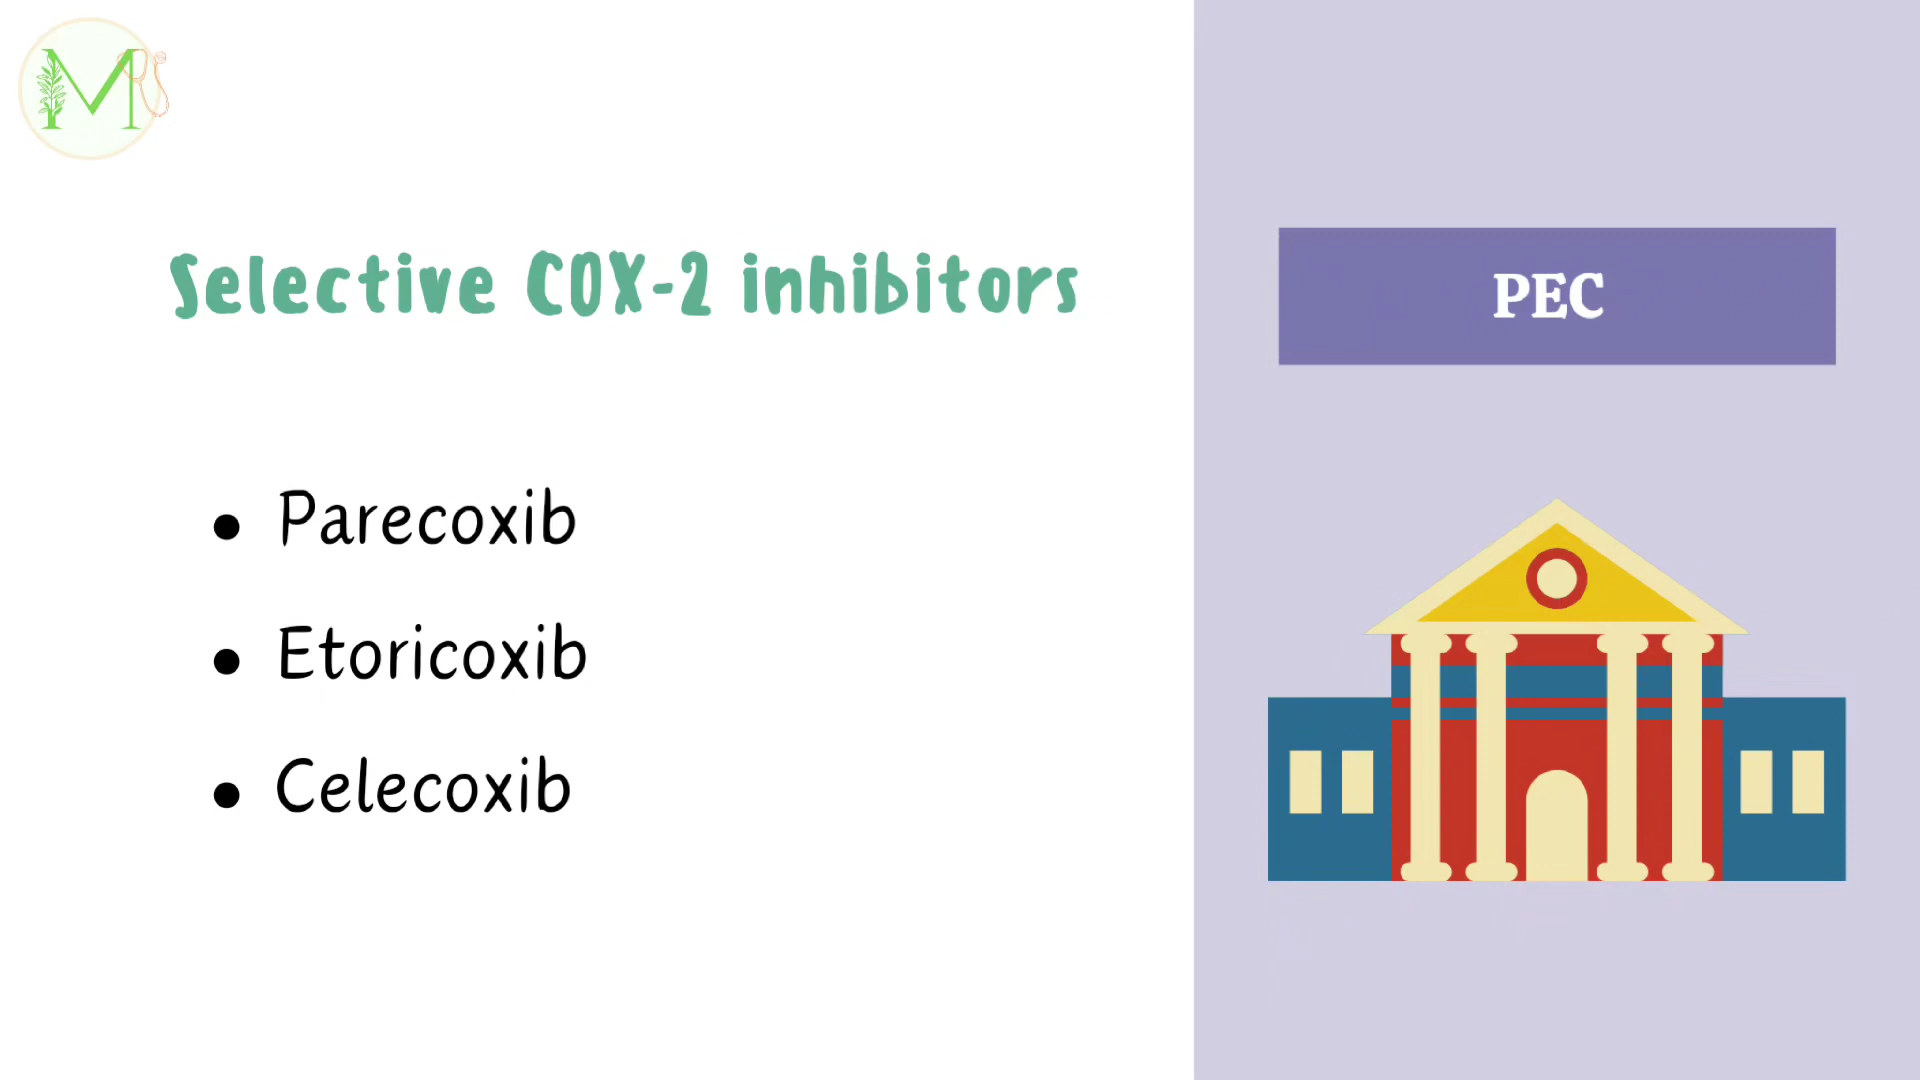 M
Selective COX-2 inhibitors
PEC
• Parecoxib
• Etoricoxib
• Celecoxib